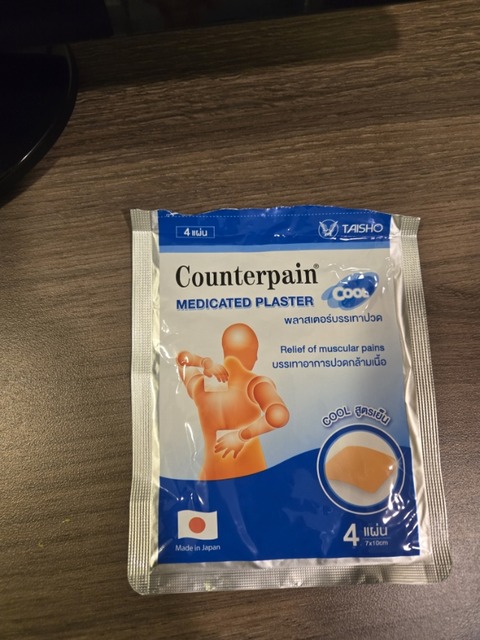 4 แผ่น
TAISHO
Counterpain®
MEDICATED PLASTER
COOL
พลาสเตอร์บรรเทาปวด
Relief of muscular pains
บรรเทาอาการปวดกล้ามเนื้อ
COOL สูตรเย็น
4 แผ่น
7x10cm
Made in Japan